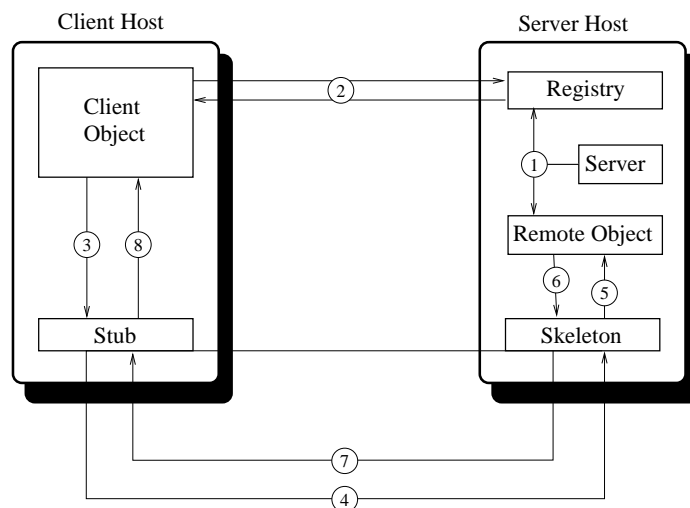 Client Host
Server Host
Client
Object
2
Registry
1
Server
3
8
Remote Object
6
5
Stub
Skeleton
7
4